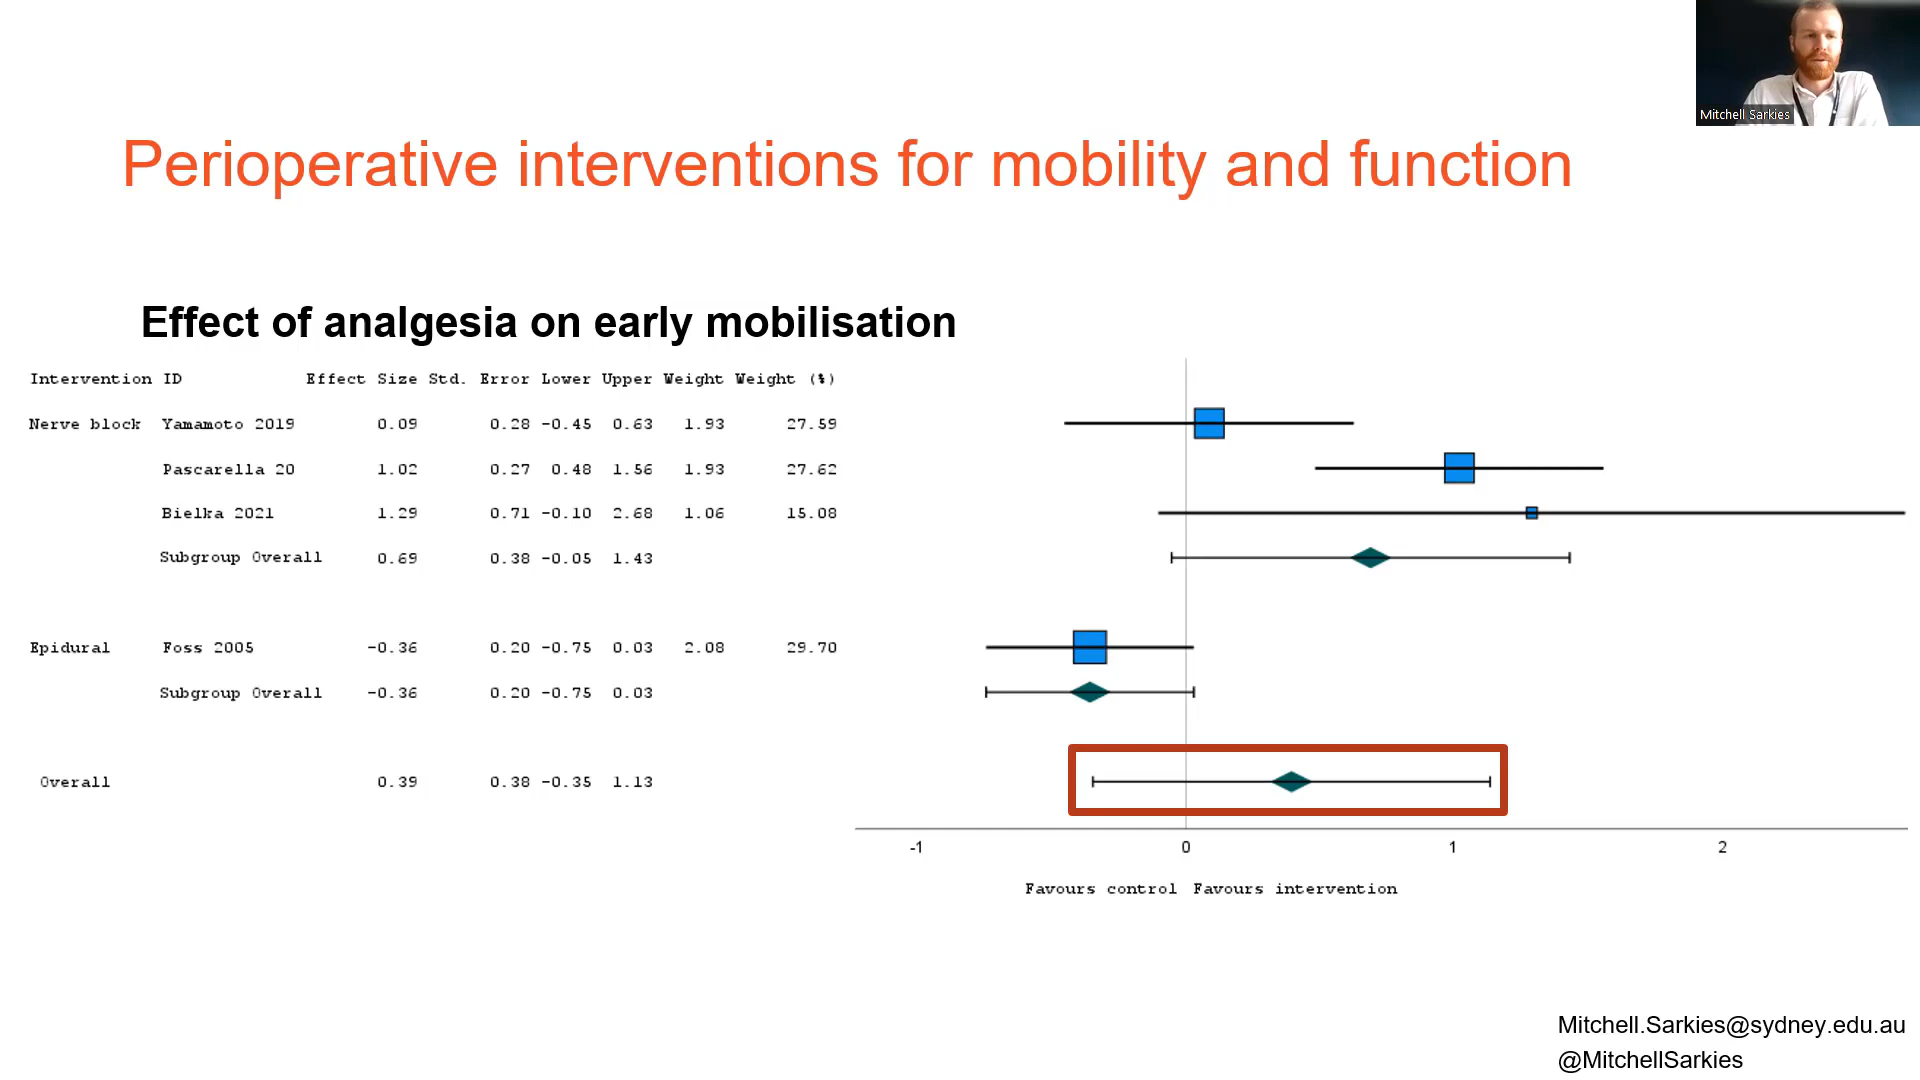 Mitchell Sarkies
Perioperative interventions for mobility and function
Effect of analgesia on early mobilisation
Intervention ID Effect Size Std. Error Lower Upper Weight Weight (%)
Nerve block Yamamoto 2019 0.09 0.28 -0.45 0.63 1.93 27.59
Pascarella 20 1.02 0.27 0.48 1.56 1.93 27.62
Bielka 2021 1.29 0.71 -0.10 2.68 1.06 15.08
Subgroup Overall 0.69 0.38 -0.05 1.43
Epidural Foss 2005 -0.36 0.20 -0.75 0.03 2.08 29.70
Subgroup Overall -0.36 0.20 -0.75 0.03
Overall 0.39 0.38 -0.35 1.13
-1 0 1 2
Favours control Favours intervention
Mitchell.Sarkies@sydney.edu.au
@MitchellSarkies